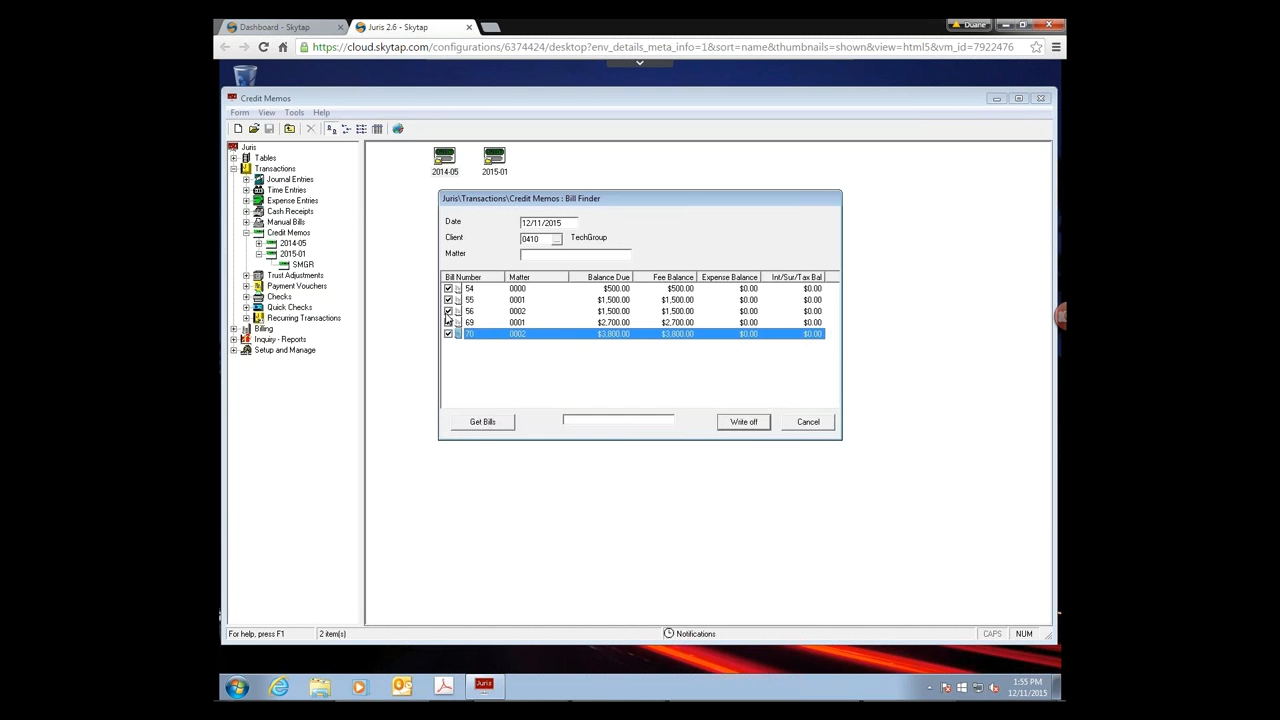 Dashboard - Skytap
Juris 2.6 - Skytap
Duane
https://cloud.skytap.com/configurations/6374424/desktop?env_details_meta_info=1&sort=name&thumbnails=shown&view=html5&vm_id=7922476
Credit Memos
Form View Tools Help
Juris
Tables
Transactions
Journal Entries
Time Entries
Expense Entries
Cash Receipts
Manual Bills
Credit Memos
2014-05
2015-01
SMGR
Trust Adjustments
Payment Vouchers
Checks
Quick Checks
Recurring Transactions
Billing
Inquiry - Reports
Setup and Manage
2014-05 2015-01
Juris\Transactions\Credit Memos : Bill Finder
Date 12/11/2015
Client 0410 ... TechGroup
Matter
Bill Number Matter Balance Due Fee Balance Expense Balance Int/Sur/Tax Bal
54 0000 $500.00 $500.00 $0.00 $0.00
55 0001 $1,500.00 $1,500.00 $0.00 $0.00
56 0002 $1,500.00 $1,500.00 $0.00 $0.00
69 0001 $2,700.00 $2,700.00 $0.00 $0.00
70 0002 $3,800.00 $3,800.00 $0.00 $0.00
Get Bills Write off Cancel
For help, press F1 2 item(s) Notifications CAPS NUM
Juris
1:55 PM
12/11/2015